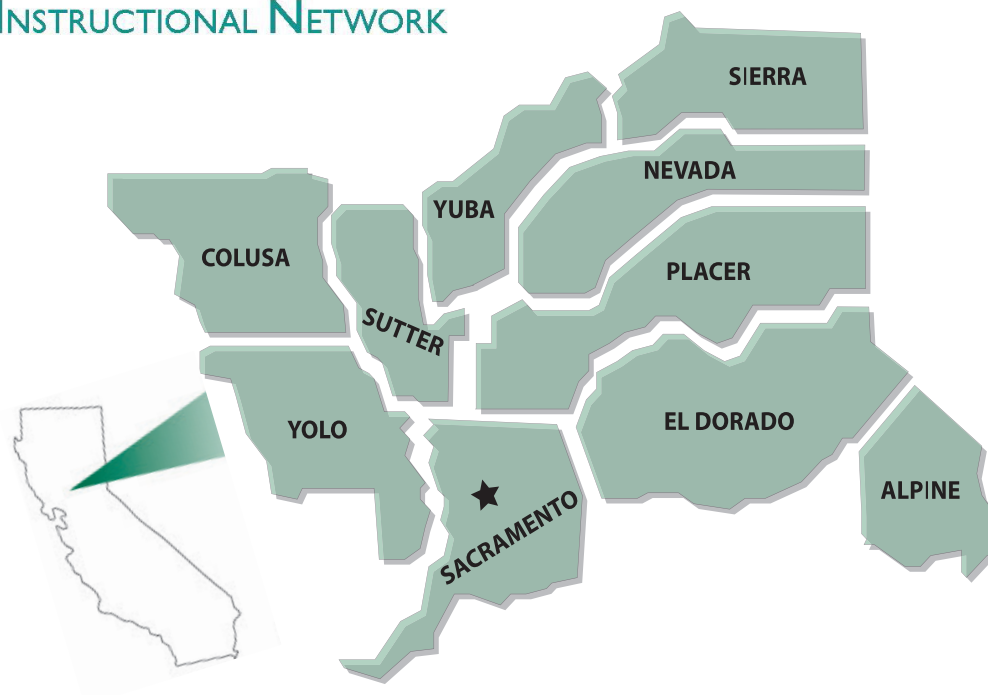 INSTRUCTIONAL NETWORK
SIERRA
NEVADA
YUBA
COLUSA
PLACER
SUTTER
YOLO
EL DORADO
ALPINE
SACRAMENTO